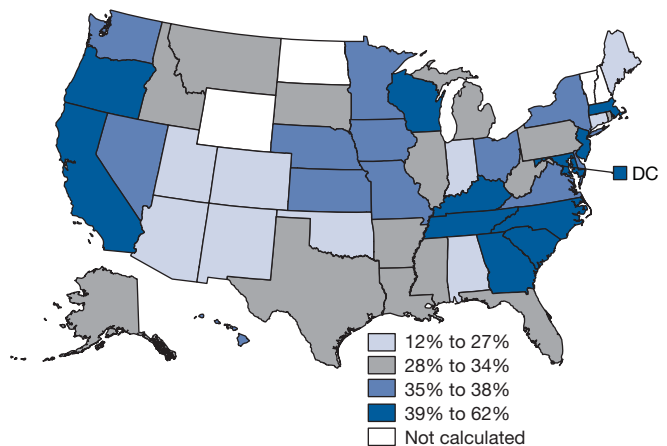 DC
12% to 27%
28% to 34%
35% to 38%
39% to 62%
Not calculated